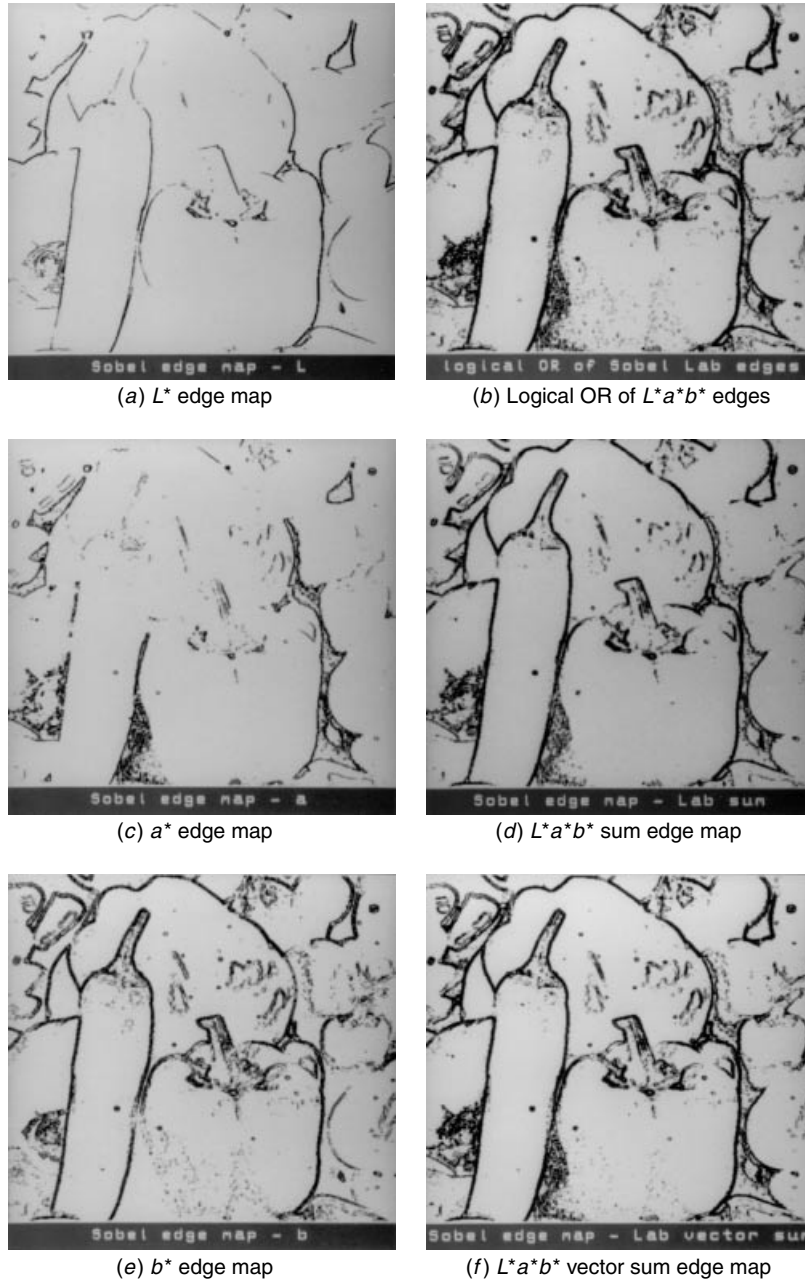 Sobel edge map - L
logical OR of Sobel Lab edges
(a) L* edge map
(b) Logical OR of L*a*b* edges
Sobel edge map - a
Sobel edge map - Lab sum
(c) a* edge map
(d) L*a*b* sum edge map
Sobel edge map - b
Sobel edge map - Lab vector sum
(e) b* edge map
(f) L*a*b* vector sum edge map